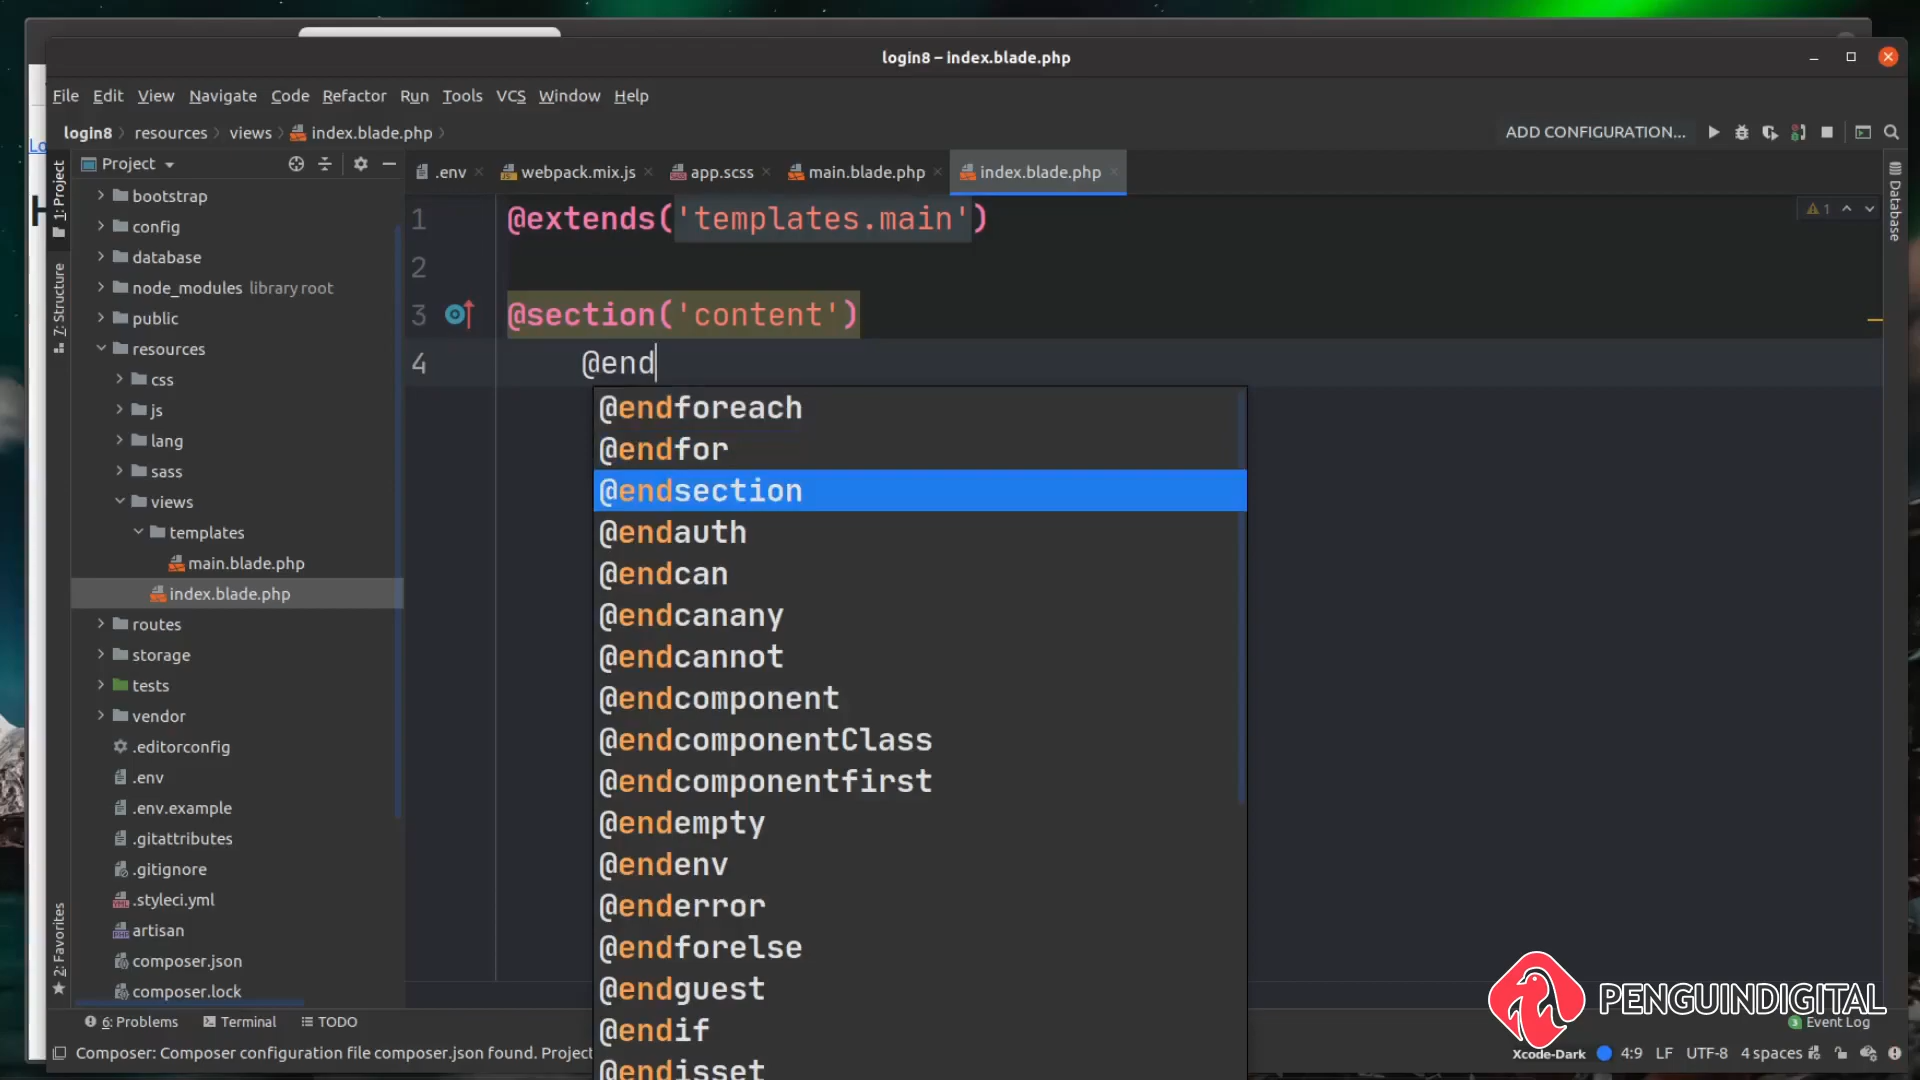 login8 – index.blade.php
File Edit View Navigate Code Refactor Run Tools VCS Window Help
login8 resources views index.blade.php
ADD CONFIGURATION...
Lo
H
1: Project
7: Structure
2: Favorites
Database
Project
.env webpack.mix.js app.scss main.blade.php index.blade.php
bootstrap
config
database
node_modules library root
public
resources
css
js
lang
sass
views
templates
main.blade.php
index.blade.php
routes
storage
tests
vendor
.editorconfig
.env
.env.example
.gitattributes
.gitignore
.styleci.yml
artisan
composer.json
composer.lock
1 @extends('templates.main')
1
2
3 @section('content')
4 @end
@endforeach
@endfor
@endsection
@endauth
@endcan
@endcanany
@endcannot
@endcomponent
@endcomponentClass
@endcomponentfirst
@endempty
@endenv
@enderror
@endforelse
@endguest
@endif
@endisset
PENGUINDIGITAL
6: Problems Terminal TODO
3 Event Log
Composer: Composer configuration file composer.json found. Project
Xcode-Dark 4:9 LF UTF-8 4 spaces